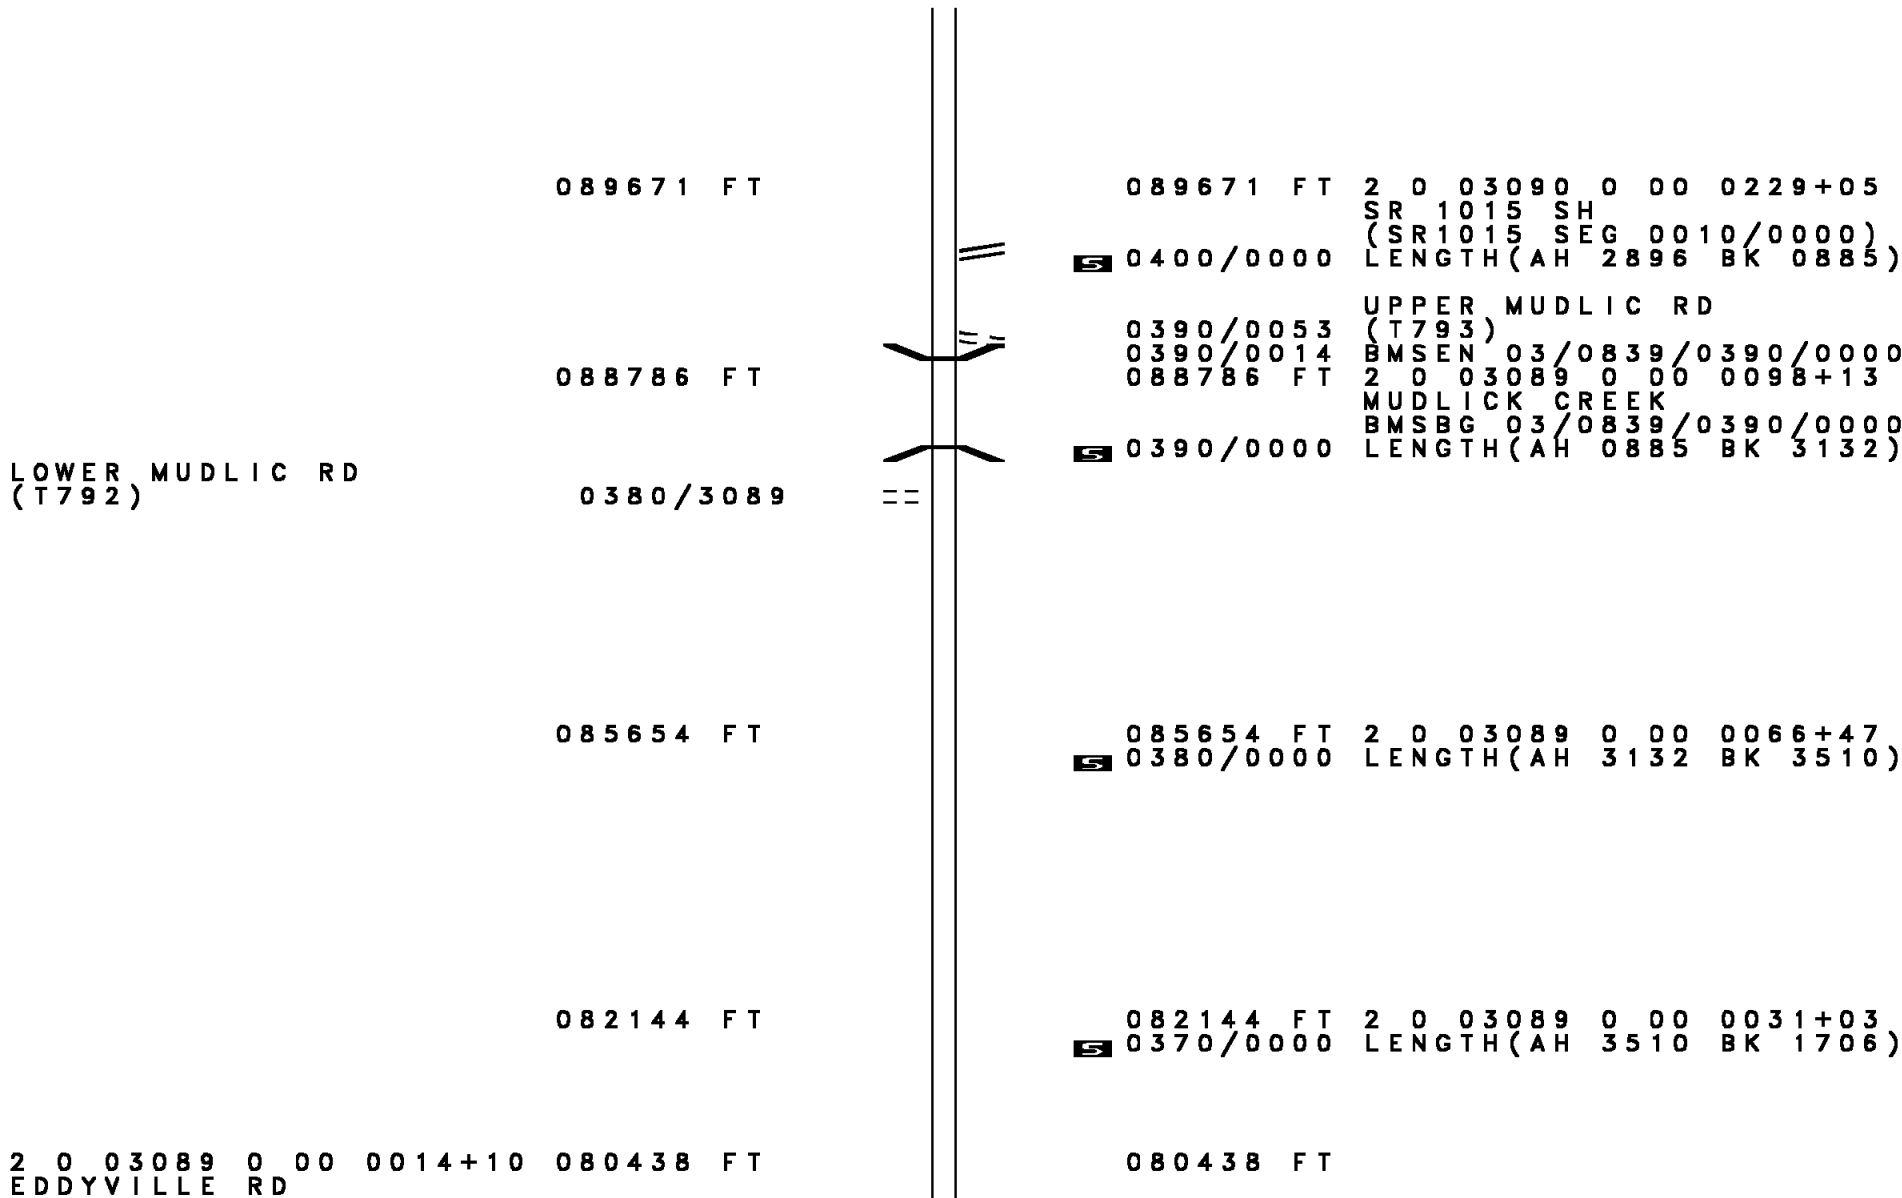 089671 FT 089671 FT 2 0 03090 0 00 0229+05
SR 1015 SH
(SR1015 SEG 0010/0000)
S 0400/0000 LENGTH(AH 2896 BK 0885)
UPPER MUDLIC RD
0390/0053 (T793)
0390/0014 BMSEN 03/0839/0390/0000
088786 FT 088786 FT 2 0 03089 0 00 0098+13
MUDLICK CREEK
BMSBG 03/0839/0390/0000
S 0390/0000 LENGTH(AH 0885 BK 3132)
LOWER MUDLIC RD
(T792) 0380/3089
085654 FT 085654 FT 2 0 03089 0 00 0066+47
S 0380/0000 LENGTH(AH 3132 BK 3510)
082144 FT 082144 FT 2 0 03089 0 00 0031+03
S 0370/0000 LENGTH(AH 3510 BK 1706)
2 0 03089 0 00 0014+10 080438 FT 080438 FT
EDDYVILLE RD